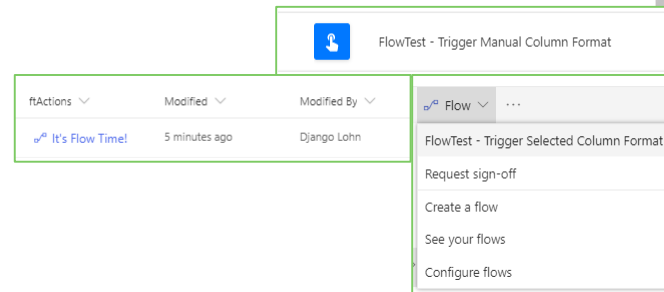 FlowTest - Trigger Manual Column Format
ftActions Modified Modified By
It's Flow Time! 5 minutes ago Django Lohn
Flow ...
FlowTest - Trigger Selected Column Format
Request sign-off
Create a flow
See your flows
Configure flows